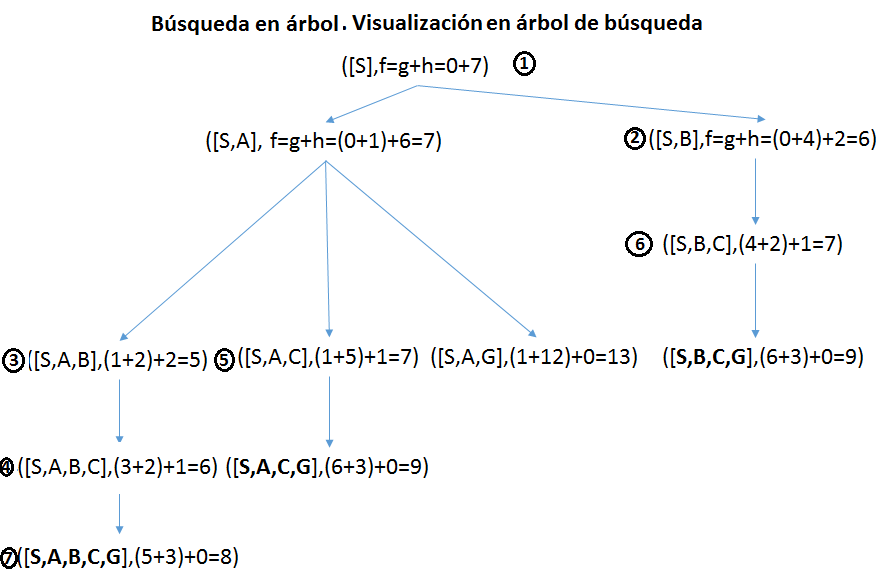 Búsqueda en árbol. Visualización en árbol de búsqueda
([S],f=g+h=0+7) 1
([S,A], f=g+h=(0+1)+6=7)
2 ([S,B],f=g+h=(0+4)+2=6)
6 ([S,B,C],(4+2)+1=7)
3 ([S,A,B],(1+2)+2=5)
5 ([S,A,C],(1+5)+1=7)
([S,A,G],(1+12)+0=13)
([S,B,C,G],(6+3)+0=9)
4 ([S,A,B,C],(3+2)+1=6)
([S,A,C,G],(6+3)+0=9)
7 ([S,A,B,C,G],(5+3)+0=8)